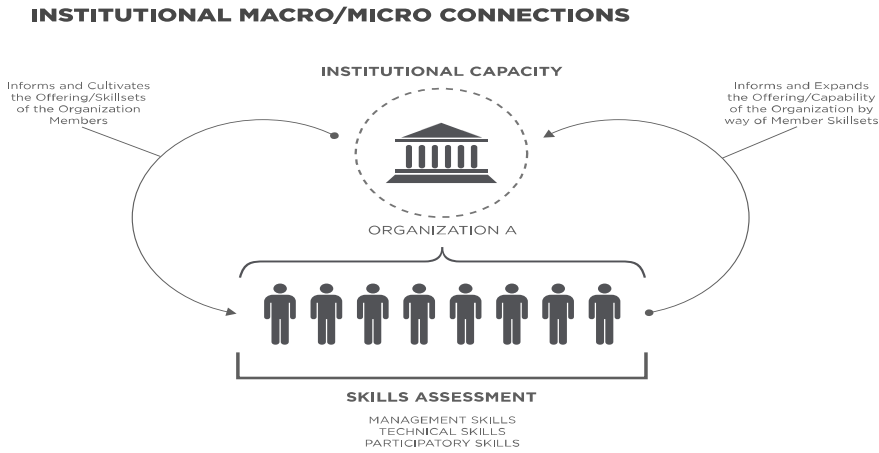 INSTITUTIONAL MACRO/MICRO CONNECTIONS
INSTITUTIONAL CAPACITY
Informs and Cultivates
the Offering/Skillsets
of the Organization
Members
Informs and Expands
the Offering/Capability
of the Organization by
way of Member Skillsets
ORGANIZATION A
SKILLS ASSESSMENT
MANAGEMENT SKILLS
TECHNICAL SKILLS
PARTICIPATORY SKILLS